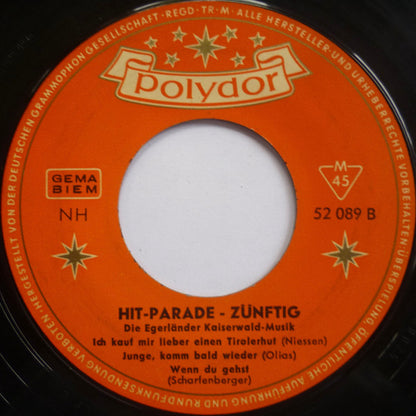 HERGESTELLT VON DER DEUTSCHEN GRAMMOPHON GESELLSCHAFT · REGD · TR · M · ALLE HERSTELLER- UND URHEBERRECHTE VORBEHALTEN · ÜBERSPIELUNG, ÖFFENTLICHE AUFFÜHRUNG UND RUNDFUNKSENDUNG VERBOTEN ·
polydor
GEMA
BIEM
M
45
NH
52 089 B
HIT-PARADE - ZÜNFTIG
Die Egerländer Kaiserwald-Musik
Ich kauf mir lieber einen Tirolerhut (Niessen)
Junge, komm bald wieder (Olias)
Wenn du gehst
(Scharfenberger)